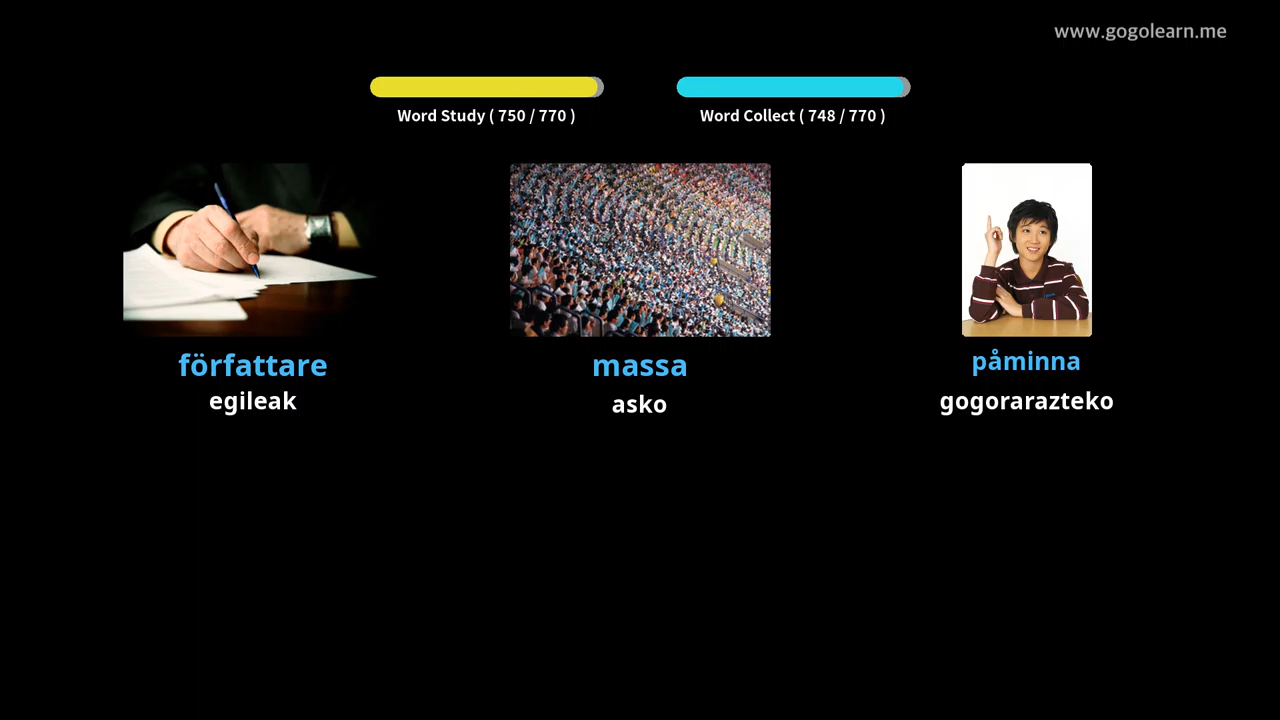 www.gogolearn.me
Word Study ( 750 / 770 )
Word Collect ( 748 / 770 )
författare
massa
påminna
egileak
asko
gogorarazteko